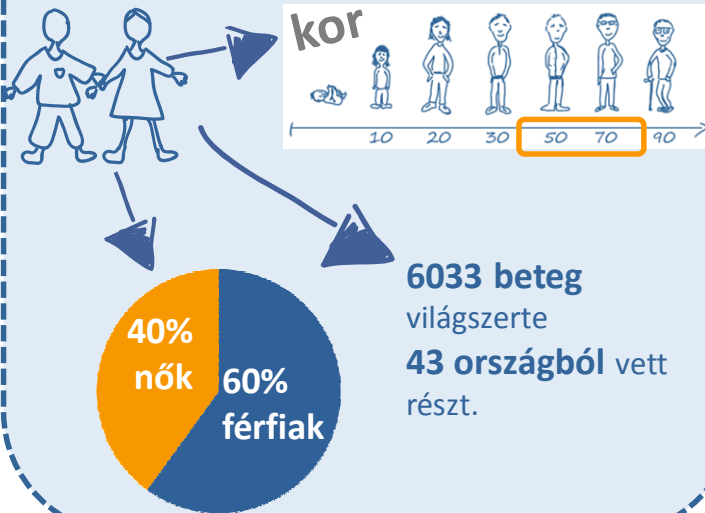 kor
10 20 30 50 70 90
6033 beteg
világszerte
43 országból vett
részt.
40%
nők
60%
férfiak